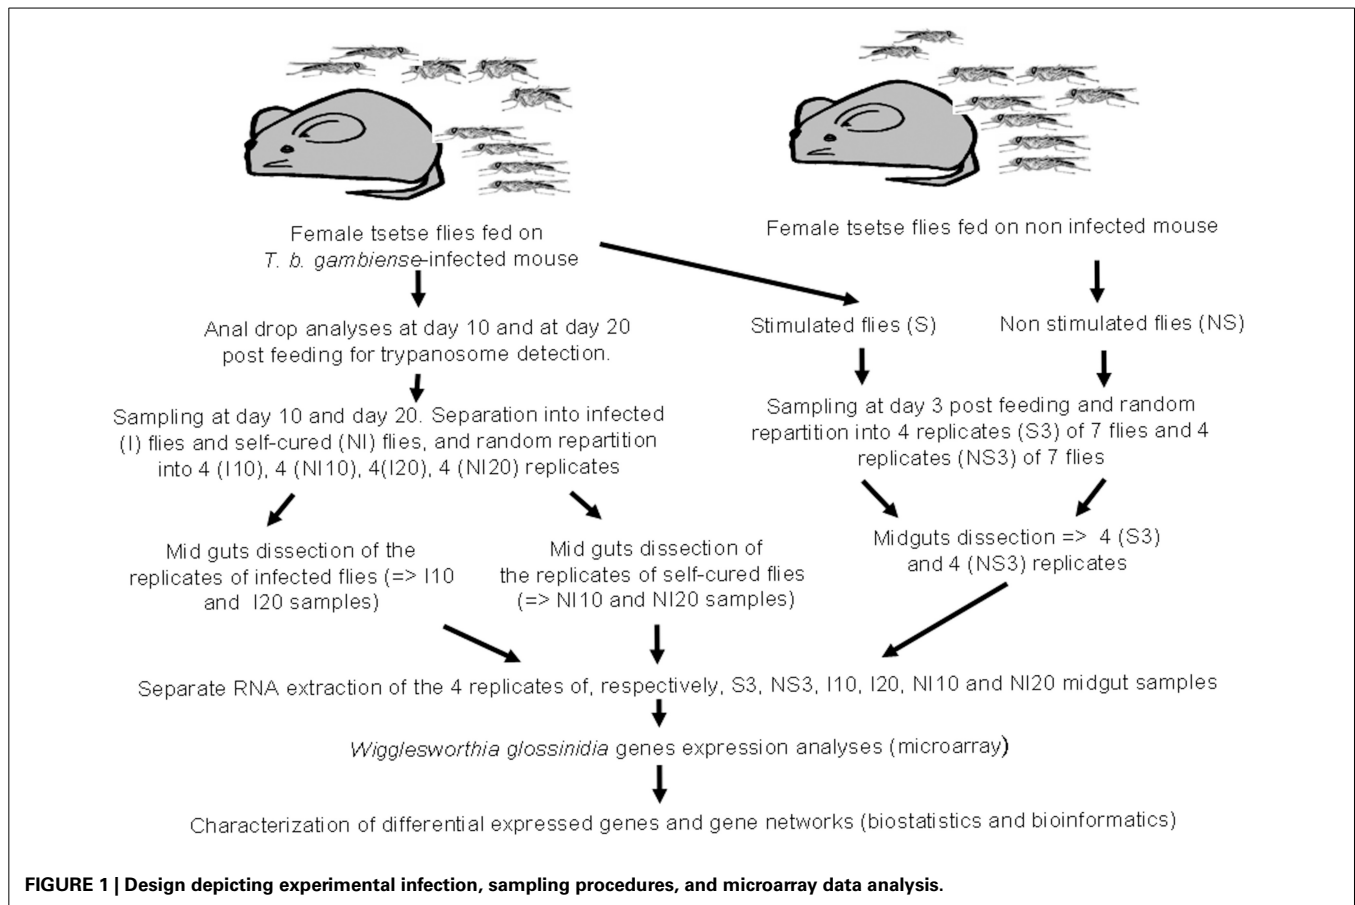 Female tsetse flies fed on
T. b. gambiense-infected mouse
Female tsetse flies fed on non infected mouse
Anal drop analyses at day 10 and at day 20
post feeding for trypanosome detection.
Stimulated flies (S)
Non stimulated flies (NS)
Sampling at day 10 and day 20. Separation into infected
(I) flies and self-cured (NI) flies, and random repartition
into 4 (I10), 4 (NI10), 4(I20), 4 (NI20) replicates
Sampling at day 3 post feeding and random
repartition into 4 replicates (S3) of 7 flies and 4
replicates (NS3) of 7 flies
Mid guts dissection of the
replicates of infected flies (=> I10
and I20 samples)
Mid guts dissection of
the replicates of self-cured flies
(=> NI10 and NI20 samples)
Midguts dissection => 4 (S3)
and 4 (NS3) replicates
Separate RNA extraction of the 4 replicates of, respectively, S3, NS3, I10, I20, NI10 and NI20 midgut samples
Wigglesworthia glossinidia genes expression analyses (microarray)
Characterization of differential expressed genes and gene networks (biostatistics and bioinformatics)
FIGURE 1 | Design depicting experimental infection, sampling procedures, and microarray data analysis.